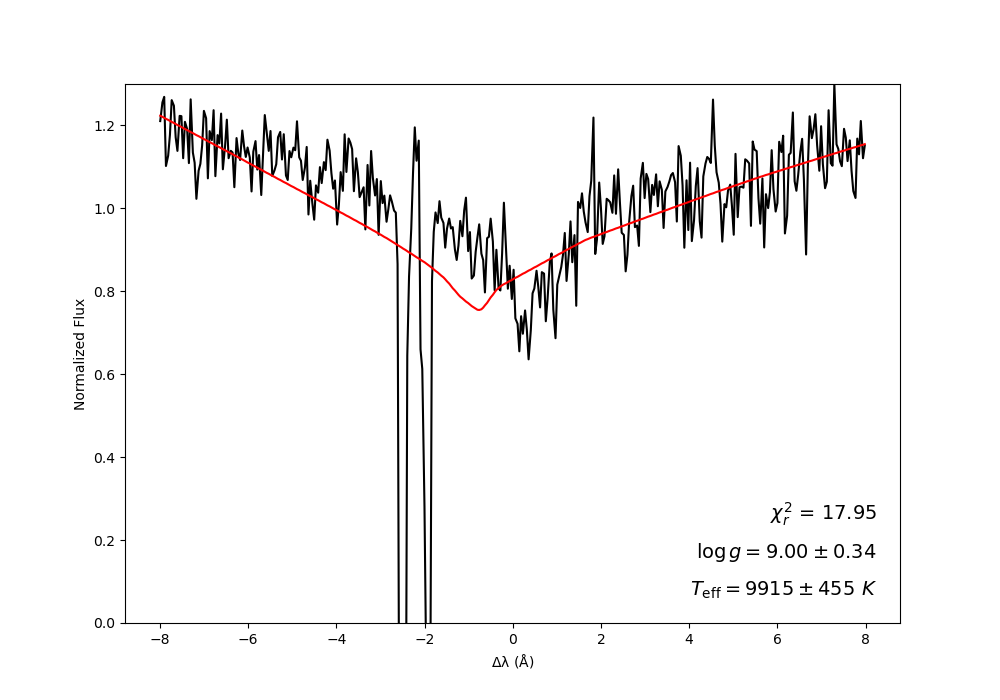 1.2
1.0
0.8
0.6
0.4
0.2
0.0
Normalized Flux
χ²ᵣ = 17.95
log g = 9.00 ± 0.34
T_eff = 9915 ± 455 K
−8 −6 −4 −2 0 2 4 6 8
Δλ (Å)